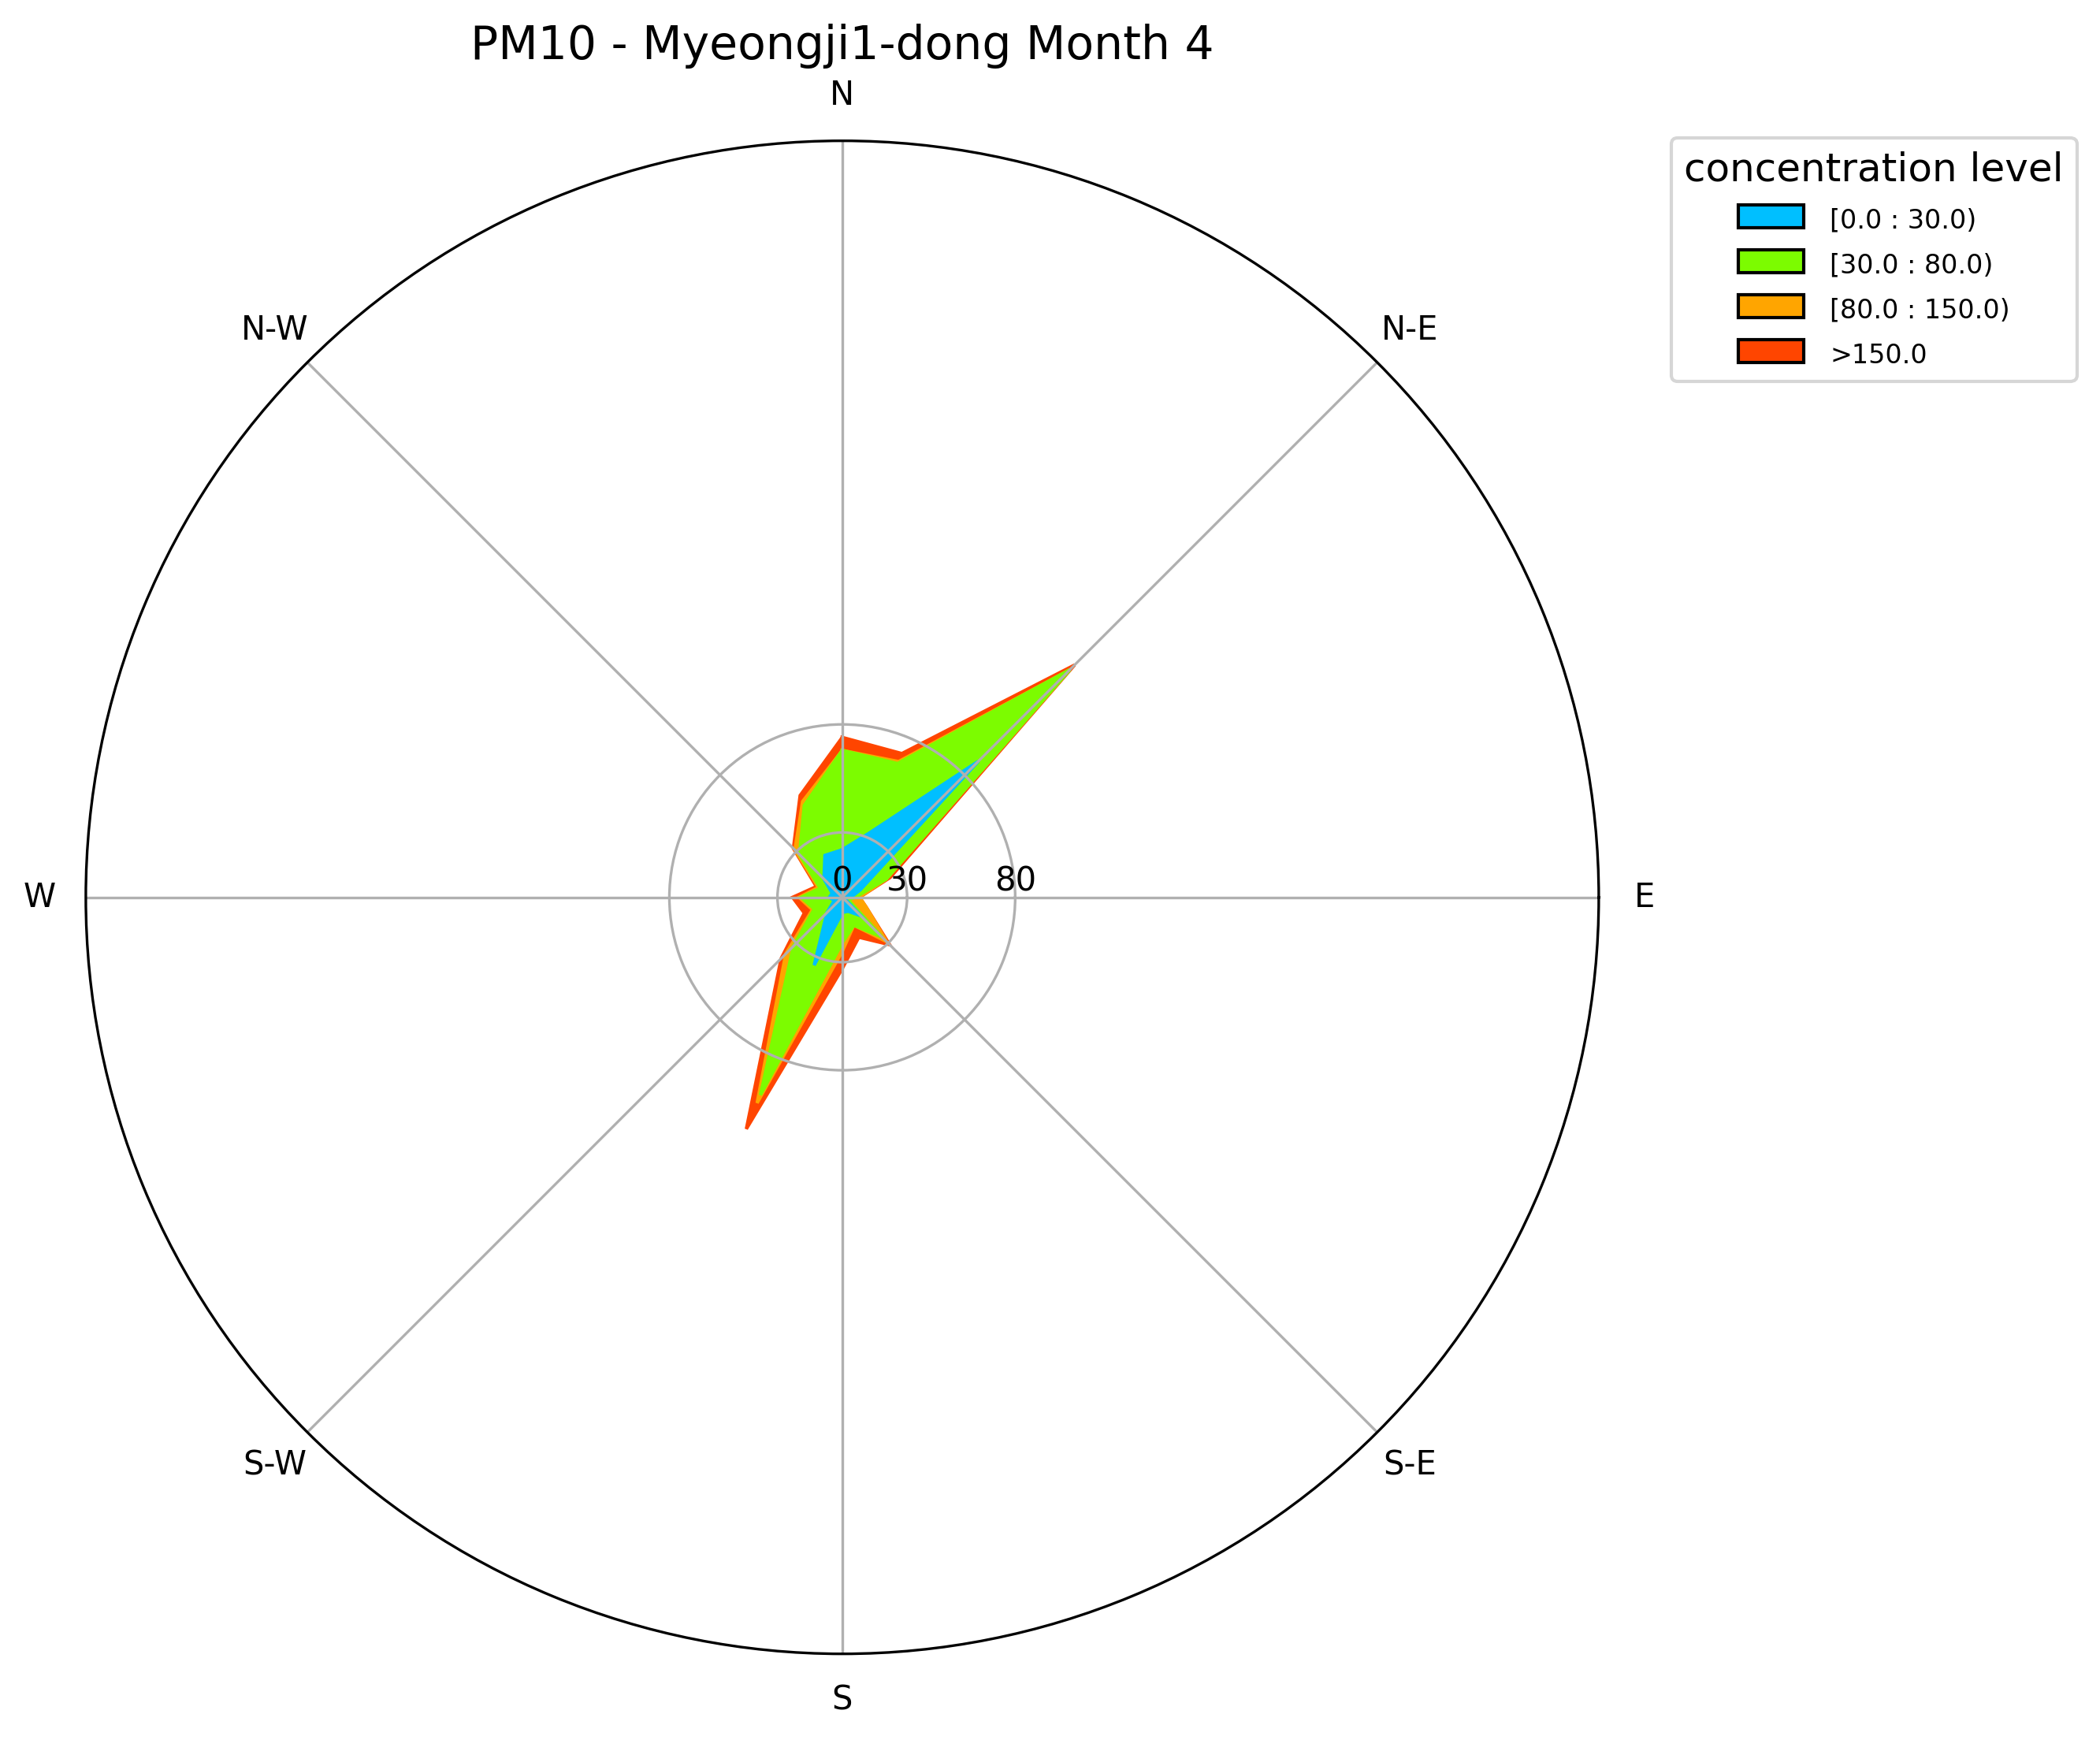 PM10 - Myeongji1-dong Month 4
N
N-W
N-E
W
E
0
30
80
S-W
S-E
S
concentration level
[0.0 : 30.0)
[30.0 : 80.0)
[80.0 : 150.0)
>150.0